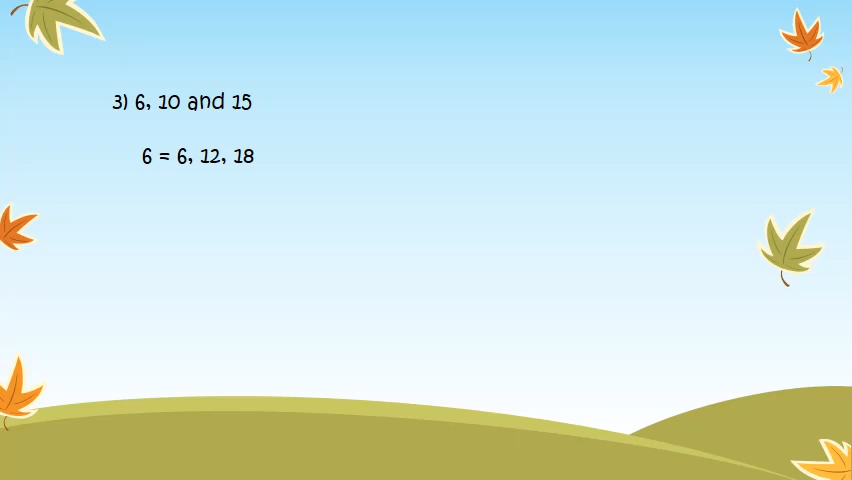 3) 6, 10 and 15
6 = 6, 12, 18